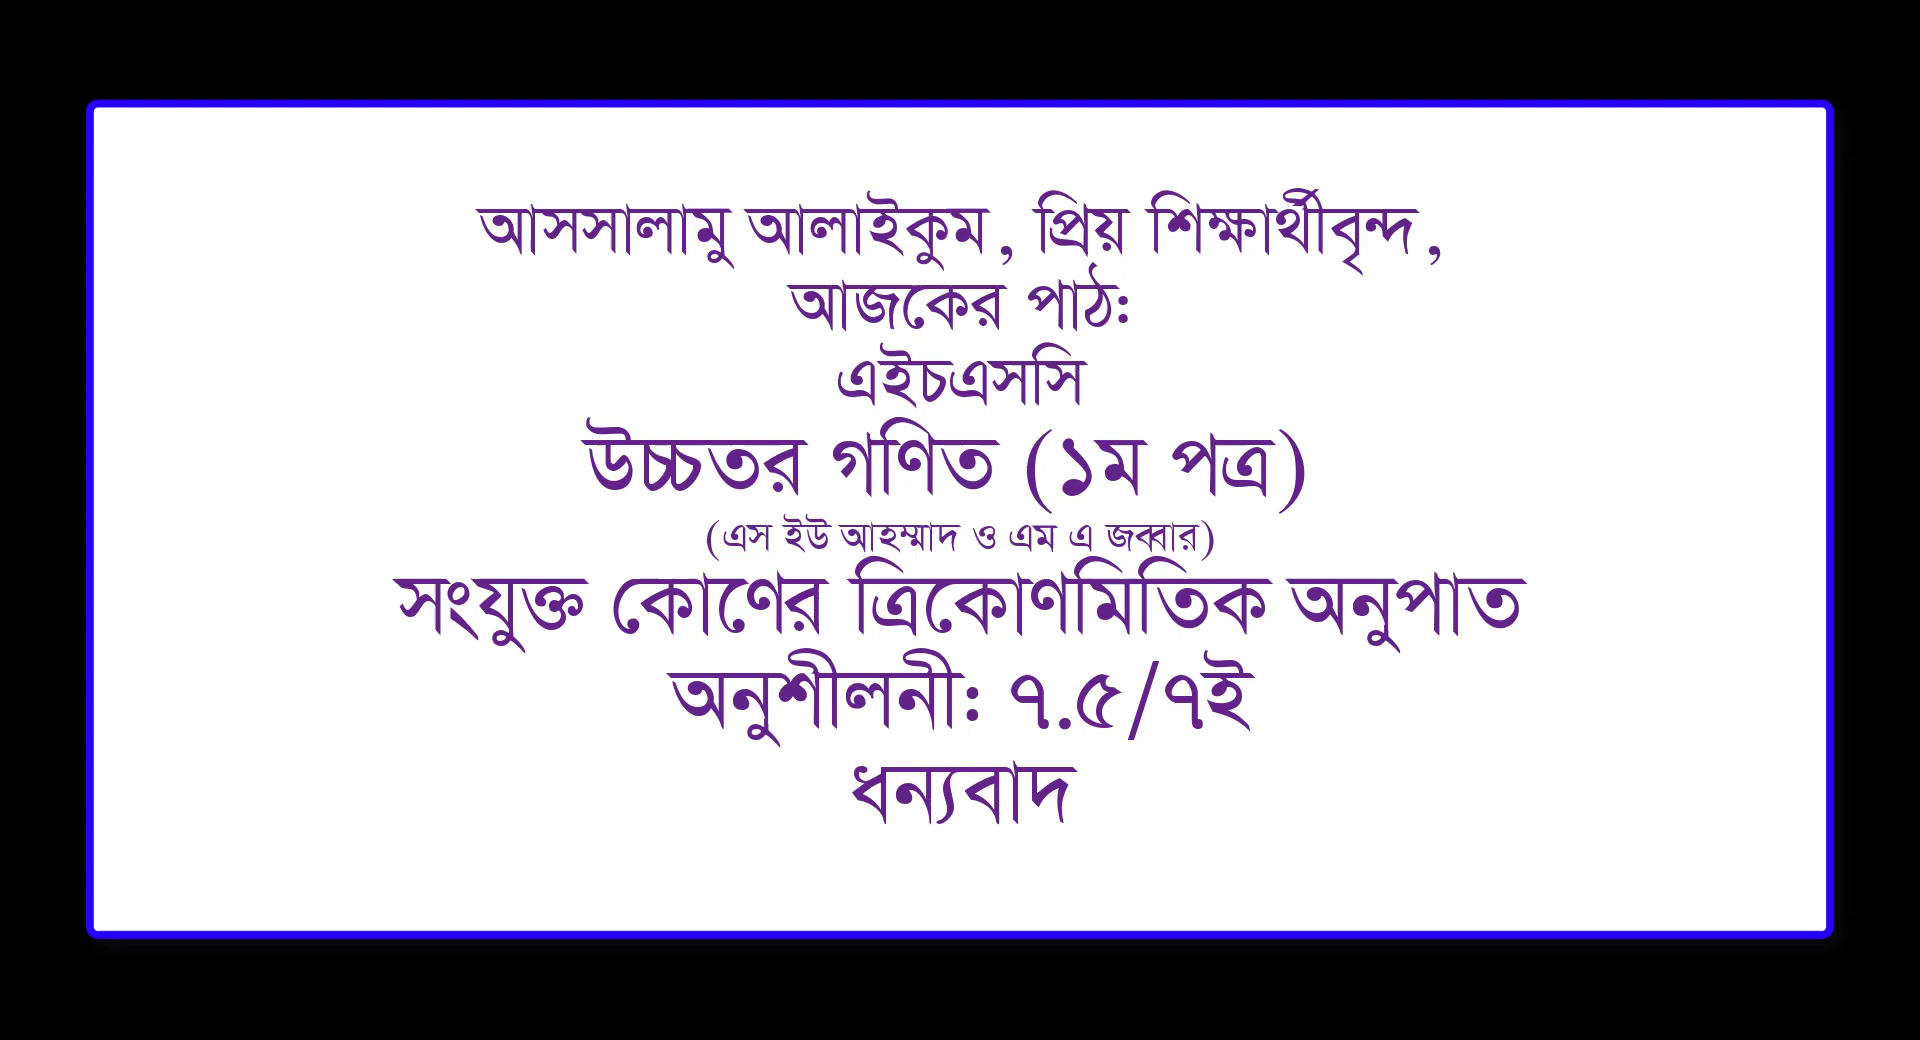 আসসালামু আলাইকুম, প্রিয় শিক্ষার্থীবৃন্দ,
আজকের পাঠ:
এইচএসসি
উচ্চতর গণিত (১ম পত্র)
(এস ইউ আহম্মাদ ও এম এ জব্বার)
সংযুক্ত কোণের ত্রিকোণমিতিক অনুপাত
অনুশীলনী: ৭.৫/৭ই
ধন্যবাদ